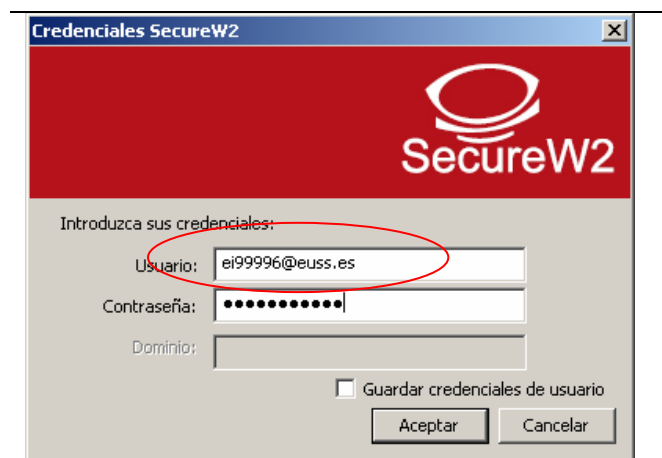 Credenciales SecureW2
SecureW2
Introduzca sus credenciales:
Usuario: ei99996@euss.es
Contraseña: ●●●●●●●●●●●
Dominio:
Guardar credenciales de usuario
Aceptar Cancelar